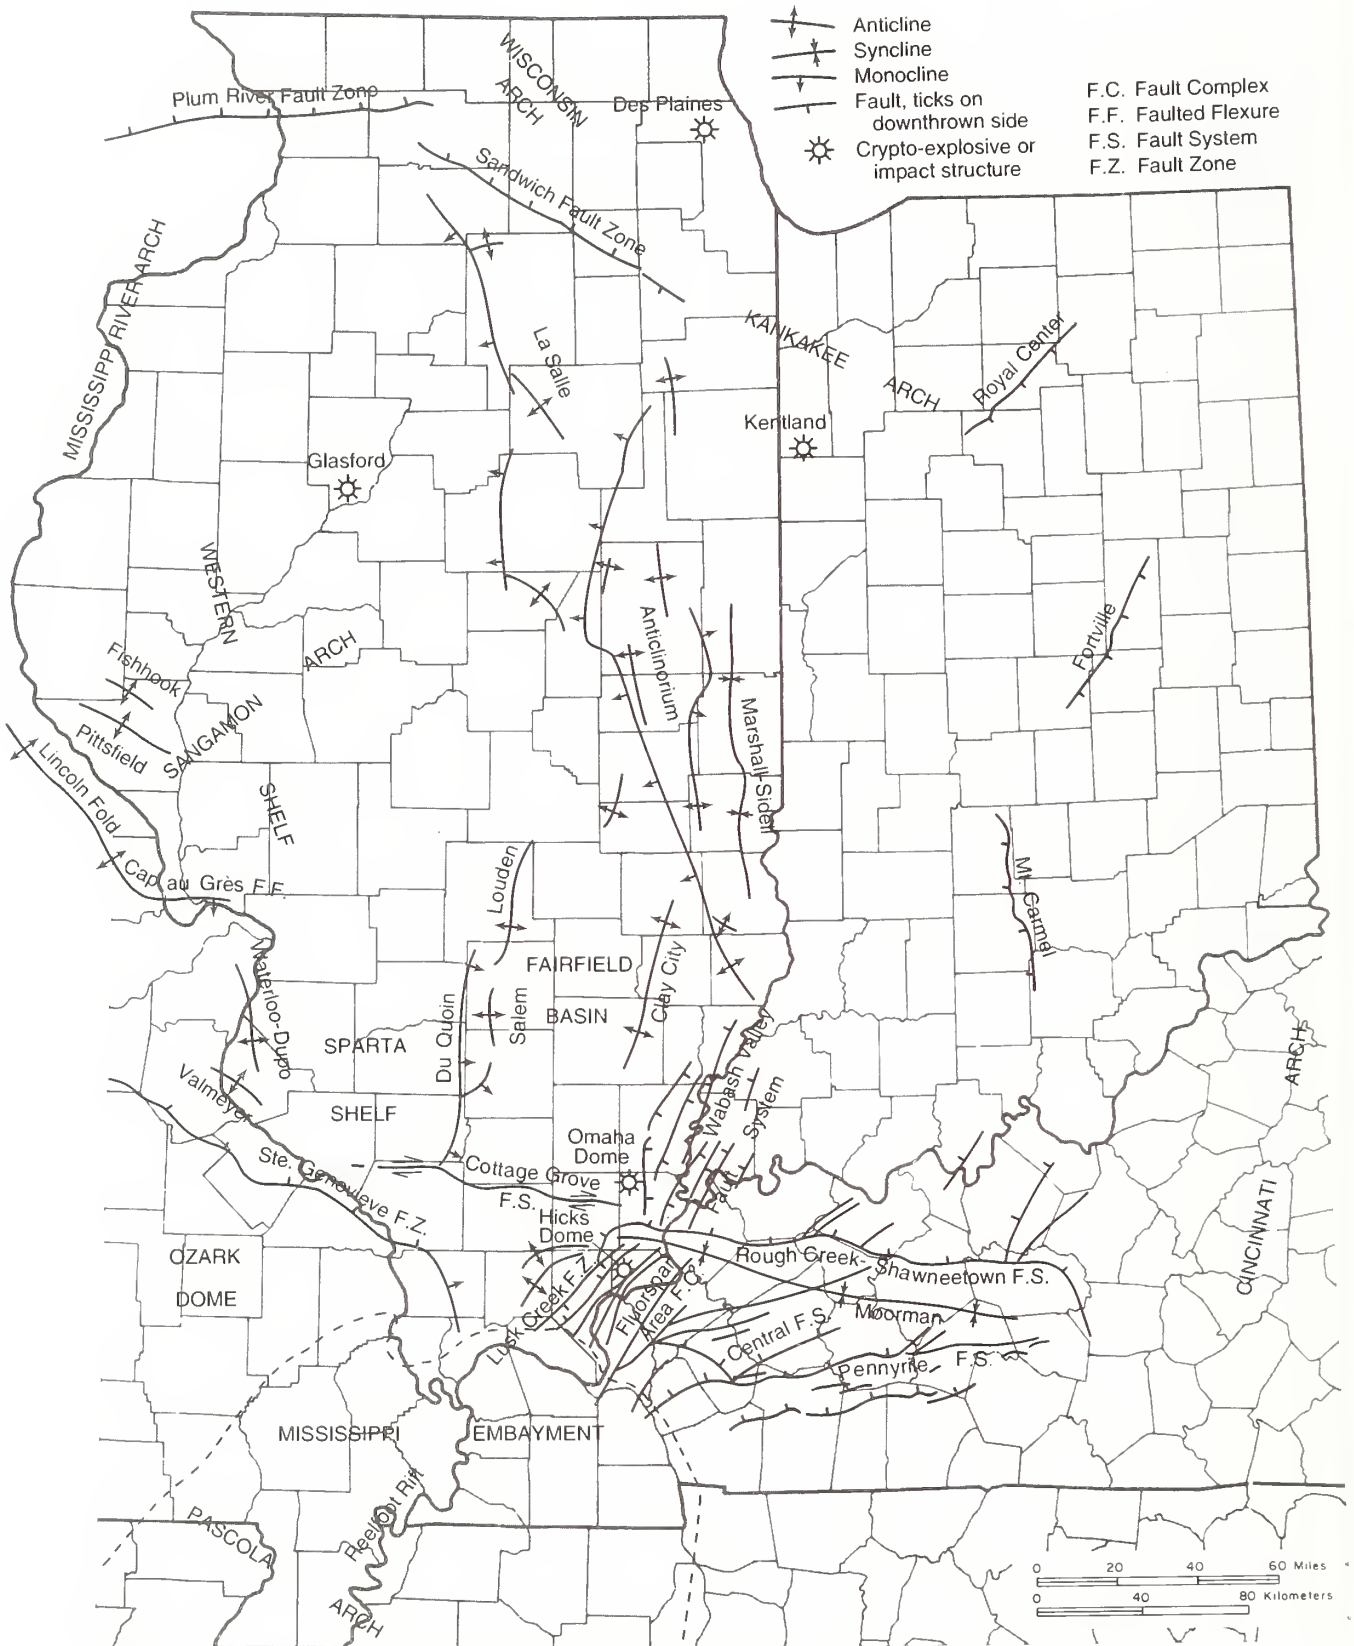 Anticline
Syncline
Monocline
Fault, ticks on
downthrown side
Crypto-explosive or
impact structure
F.C. Fault Complex
F.F. Faulted Flexure
F.S. Fault System
F.Z. Fault Zone
WISCONSIN
ARCH
Plum River Fault Zone
Des Plaines
Sandwich Fault Zone
MISSISSIPPI RIVER ARCH
La Salle
KANKAKEE
ARCH
Royal Center
Kentland
Glasford
WESTERN
Fishhook
ARCH
Anticlinorium
Fortville
Pittsfield
SANGAMON
Marshall-Sidell
Lincoln Fold
SHELF
Cap au Grès F.F.
Louden
Mt. Carmel
Waterloo-Dupo
FAIRFIELD
Clay City
Du Quoin
Salem
BASIN
SPARTA
Valmeyer
SHELF
Wabash Valley
System
Fault
ARCH
Omaha
Dome
Ste. Genevieve F.Z.
Cottage Grove
F.S.
Hicks
Dome
CINCINNATI
OZARK
DOME
Rough Creek-Shawneetown F.S.
Lusk Creek F.Z.
Fluorspar
Area F.C.
Moorman
Central F.S.
Pennyrile F.S.
MISSISSIPPI EMBAYMENT
Reelfoot Rift
PASCOLA
ARCH
0 20 40 60 Miles
0 40 80 Kilometers